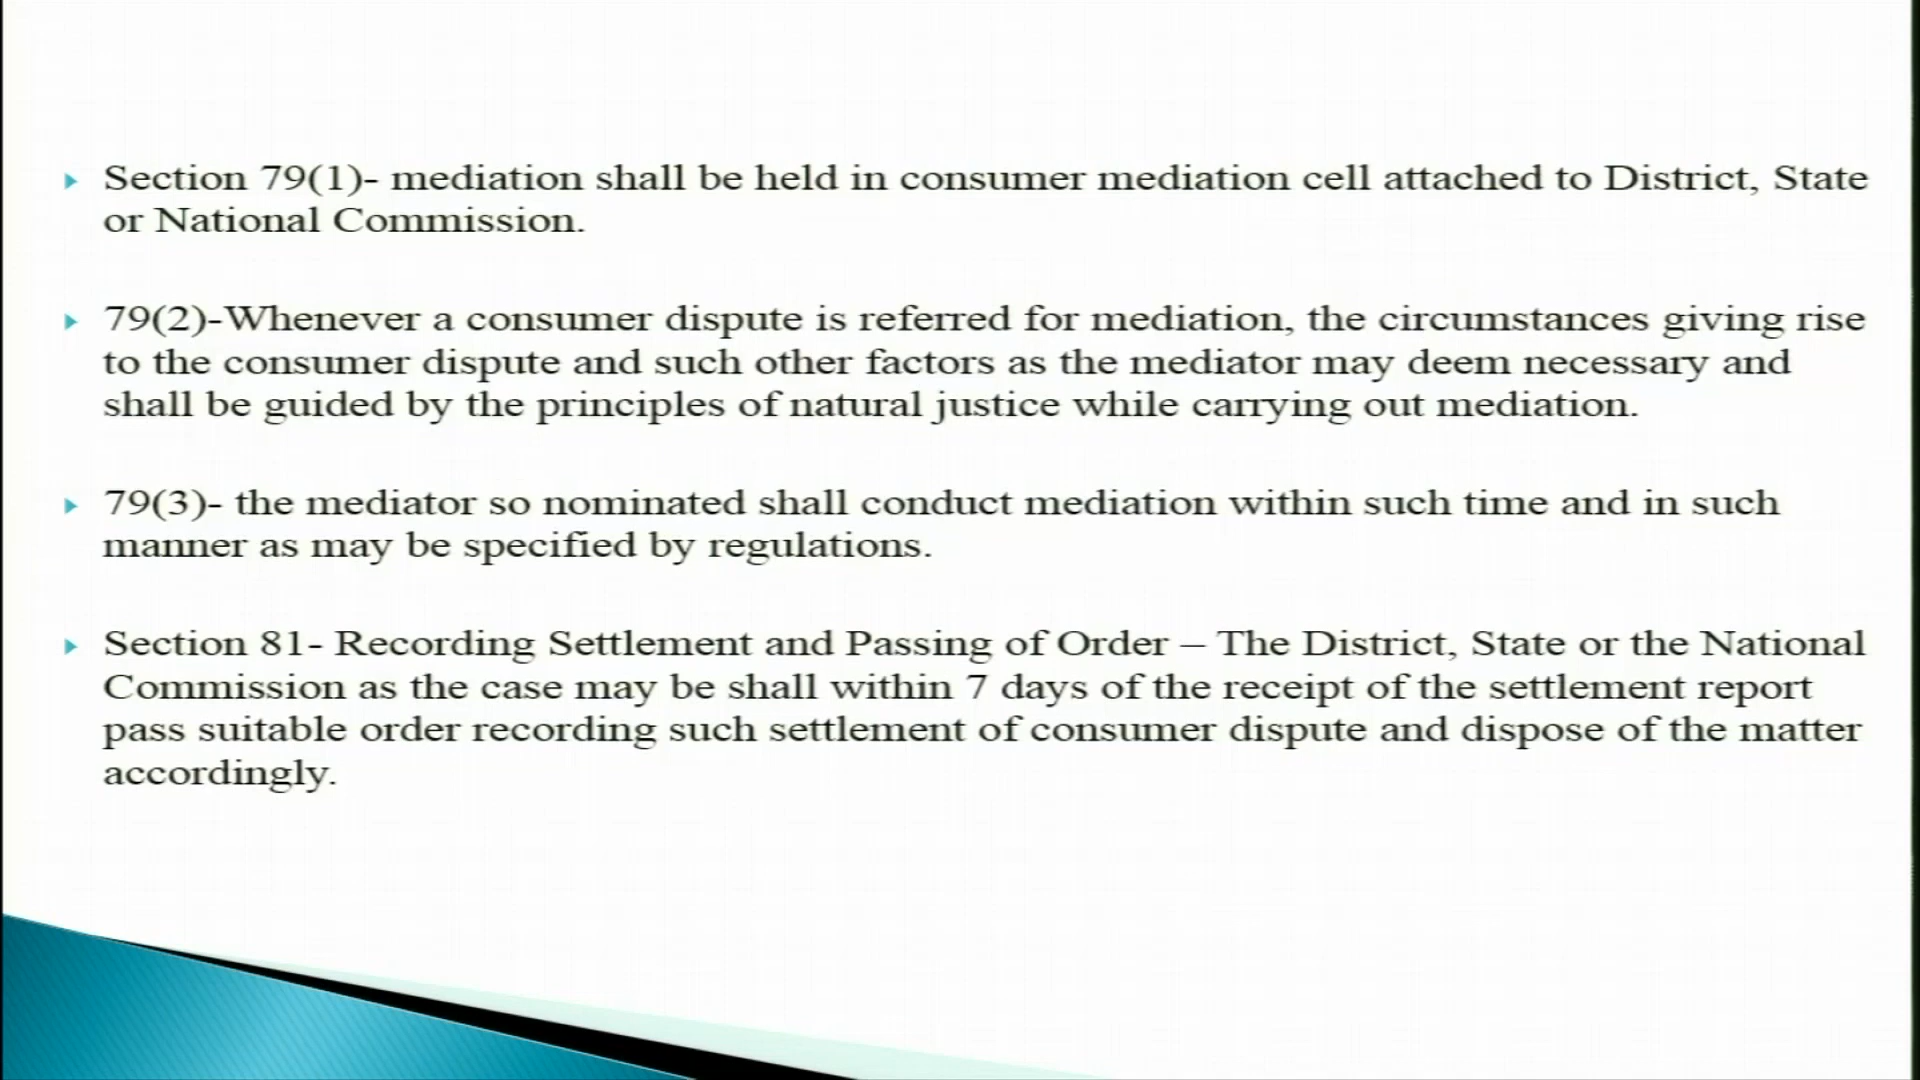 Section 79(1)- mediation shall be held in consumer mediation cell attached to District, State
or National Commission.
79(2)-Whenever a consumer dispute is referred for mediation, the circumstances giving rise
to the consumer dispute and such other factors as the mediator may deem necessary and
shall be guided by the principles of natural justice while carrying out mediation.
79(3)- the mediator so nominated shall conduct mediation within such time and in such
manner as may be specified by regulations.
Section 81- Recording Settlement and Passing of Order – The District, State or the National
Commission as the case may be shall within 7 days of the receipt of the settlement report
pass suitable order recording such settlement of consumer dispute and dispose of the matter
accordingly.